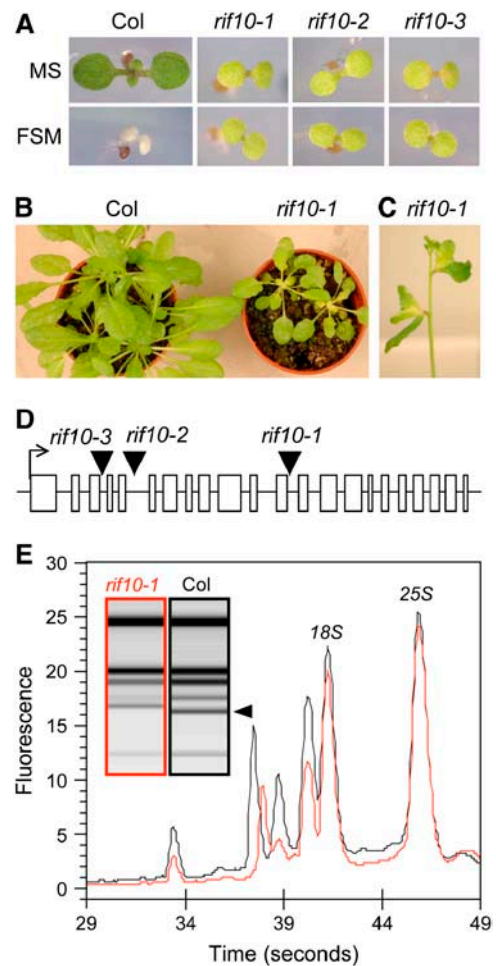 A
Col rif10-1 rif10-2 rif10-3
MS
FSM
B
Col rif10-1
C rif10-1
D
rif10-3 rif10-2 rif10-1
E
30
25
20
15
10
5
0
Fluorescence
rif10-1 Col
18S
25S
29 34 39 44 49
Time (seconds)